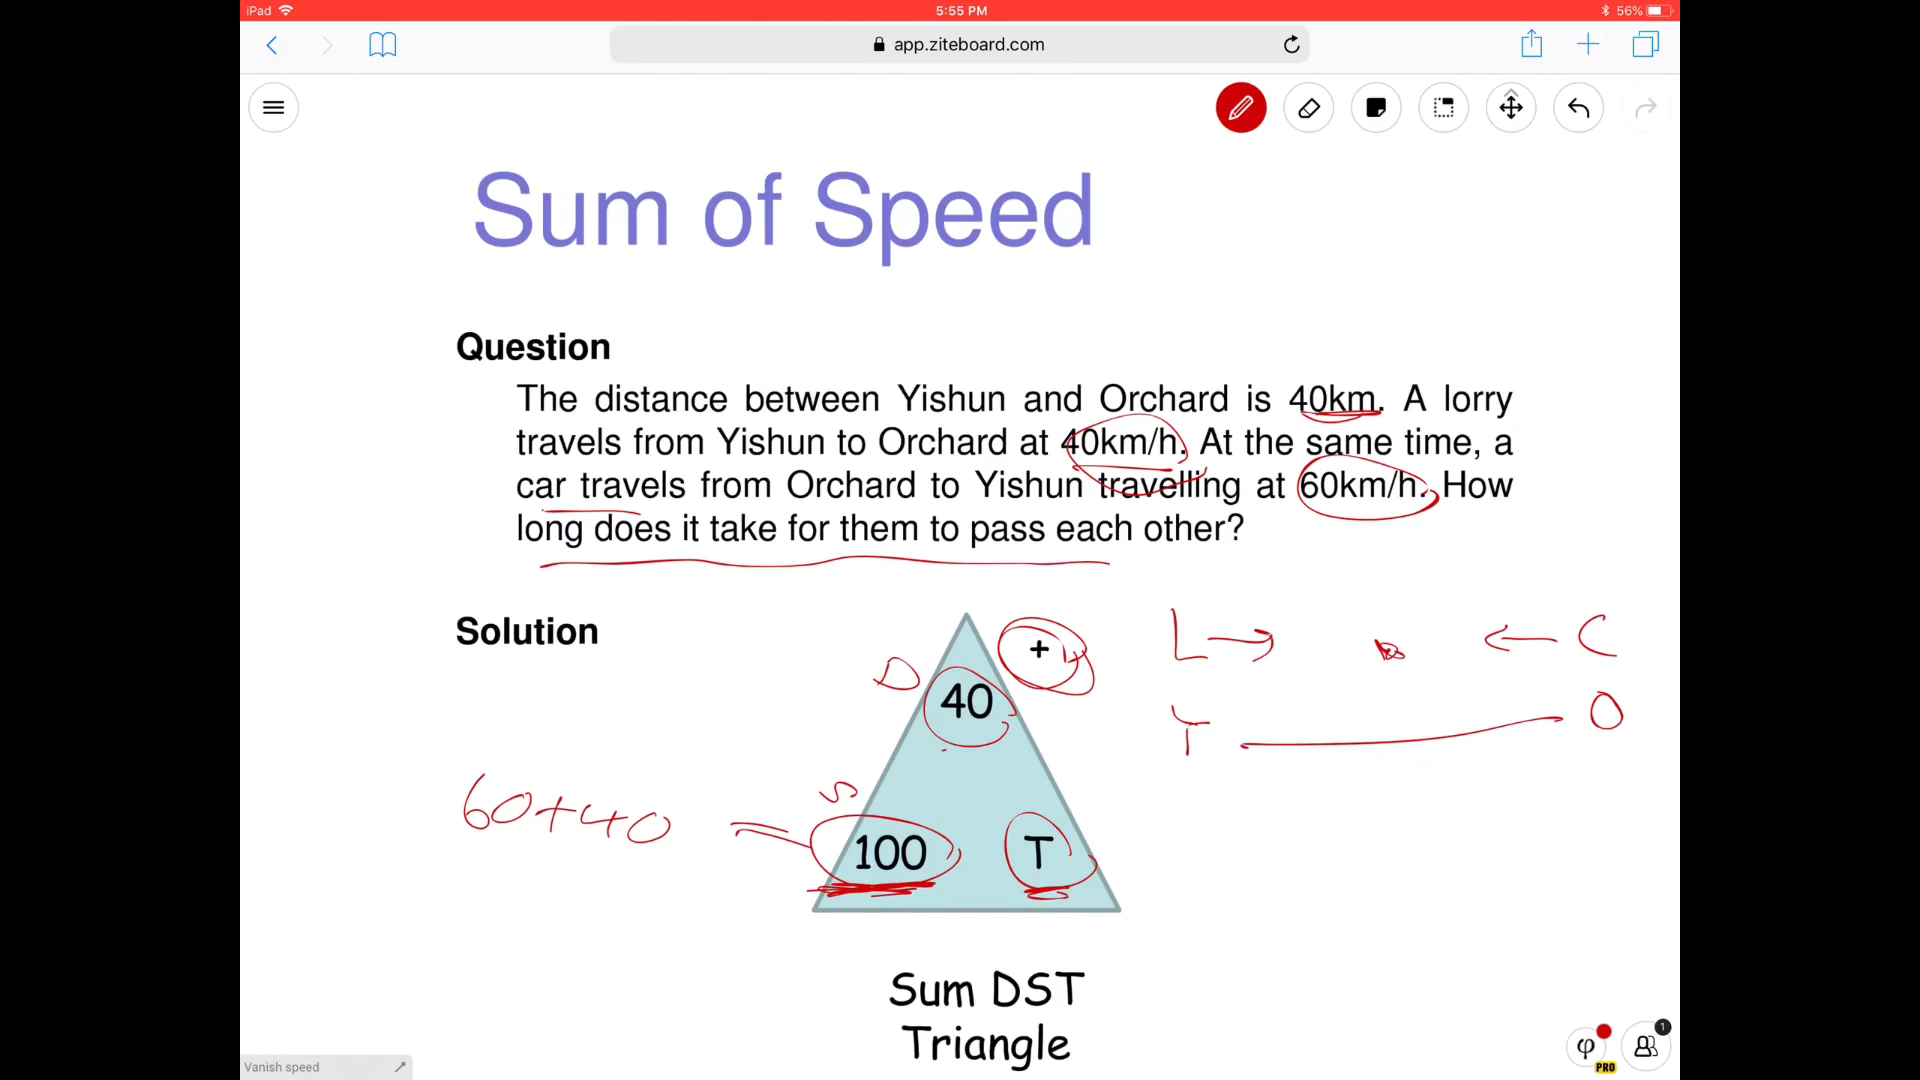 iPad 5:55 PM 56%
app.ziteboard.com
Sum of Speed
Question
The distance between Yishun and Orchard is 40km. A lorry
travels from Yishun to Orchard at 40km/h. At the same time, a
car travels from Orchard to Yishun travelling at 60km/h. How
long does it take for them to pass each other?
Solution
+
L C
D
40
Y O
S
60+40 =
100 T
Sum DST
Triangle
1
φ
PRO
Vanish speed